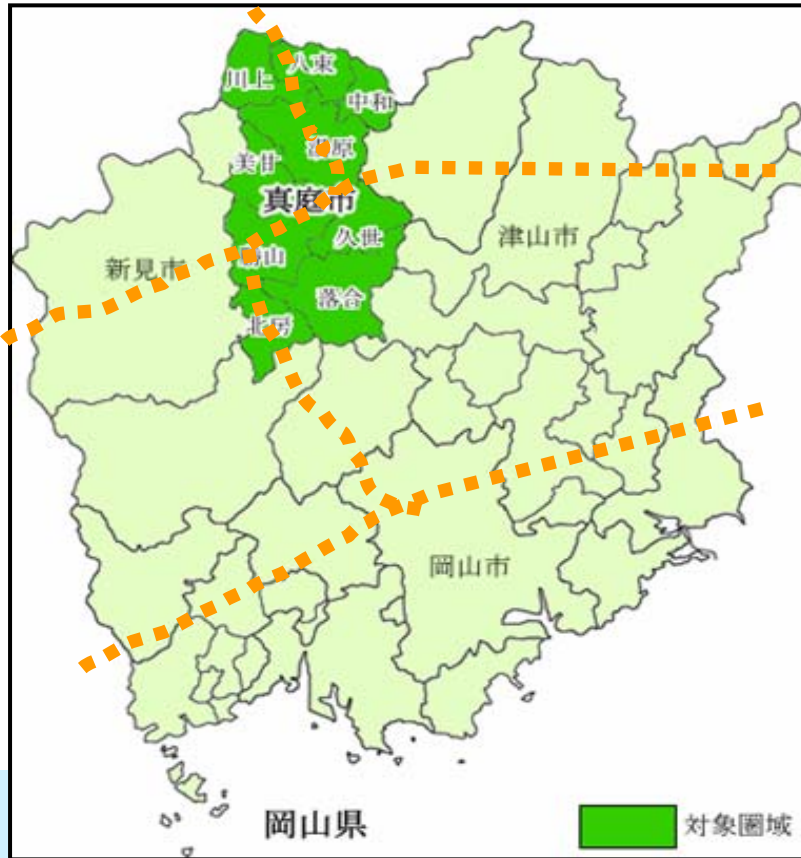 八束
川上
中和
湯原
美甘
真庭市
久世
津山市
勝山
新見市
落合
北房
岡山市
岡山県
対象圏域